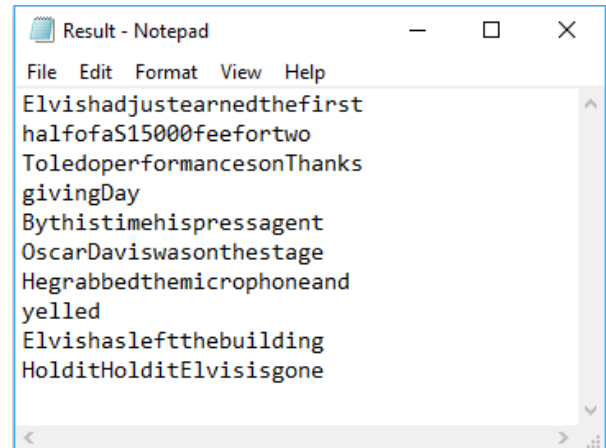 Result - Notepad
File Edit Format View Help
Elvishadjustearnedthefirst
halfofaS15000feefortwo
ToledoperformancesonThanks
givingDay
Bythistimehispressagent
OscarDaviswasonthestage
Hegrabbedthemicrophoneand
yelled
Elvishasleftthebuilding
HolditHolditElvisisgone